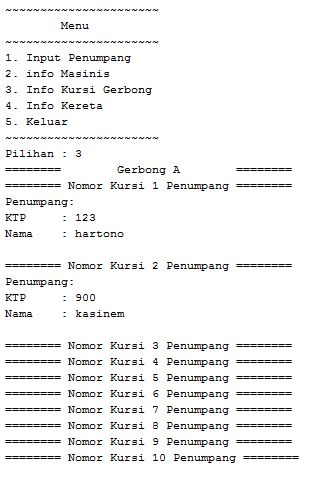 ~~~~~~~~~~~~~~~~~~~~~~
        Menu
~~~~~~~~~~~~~~~~~~~~~~
1. Input Penumpang
2. info Masinis
3. Info Kursi Gerbong
4. Info Kereta
5. Keluar
~~~~~~~~~~~~~~~~~~~~~~
Pilihan : 3
========        Gerbong A        ========
======== Nomor Kursi 1 Penumpang ========
Penumpang:
KTP     : 123
Nama    : hartono

======== Nomor Kursi 2 Penumpang ========
Penumpang:
KTP     : 900
Nama    : kasinem

======== Nomor Kursi 3 Penumpang ========
======== Nomor Kursi 4 Penumpang ========
======== Nomor Kursi 5 Penumpang ========
======== Nomor Kursi 6 Penumpang ========
======== Nomor Kursi 7 Penumpang ========
======== Nomor Kursi 8 Penumpang ========
======== Nomor Kursi 9 Penumpang ========
======== Nomor Kursi 10 Penumpang ========